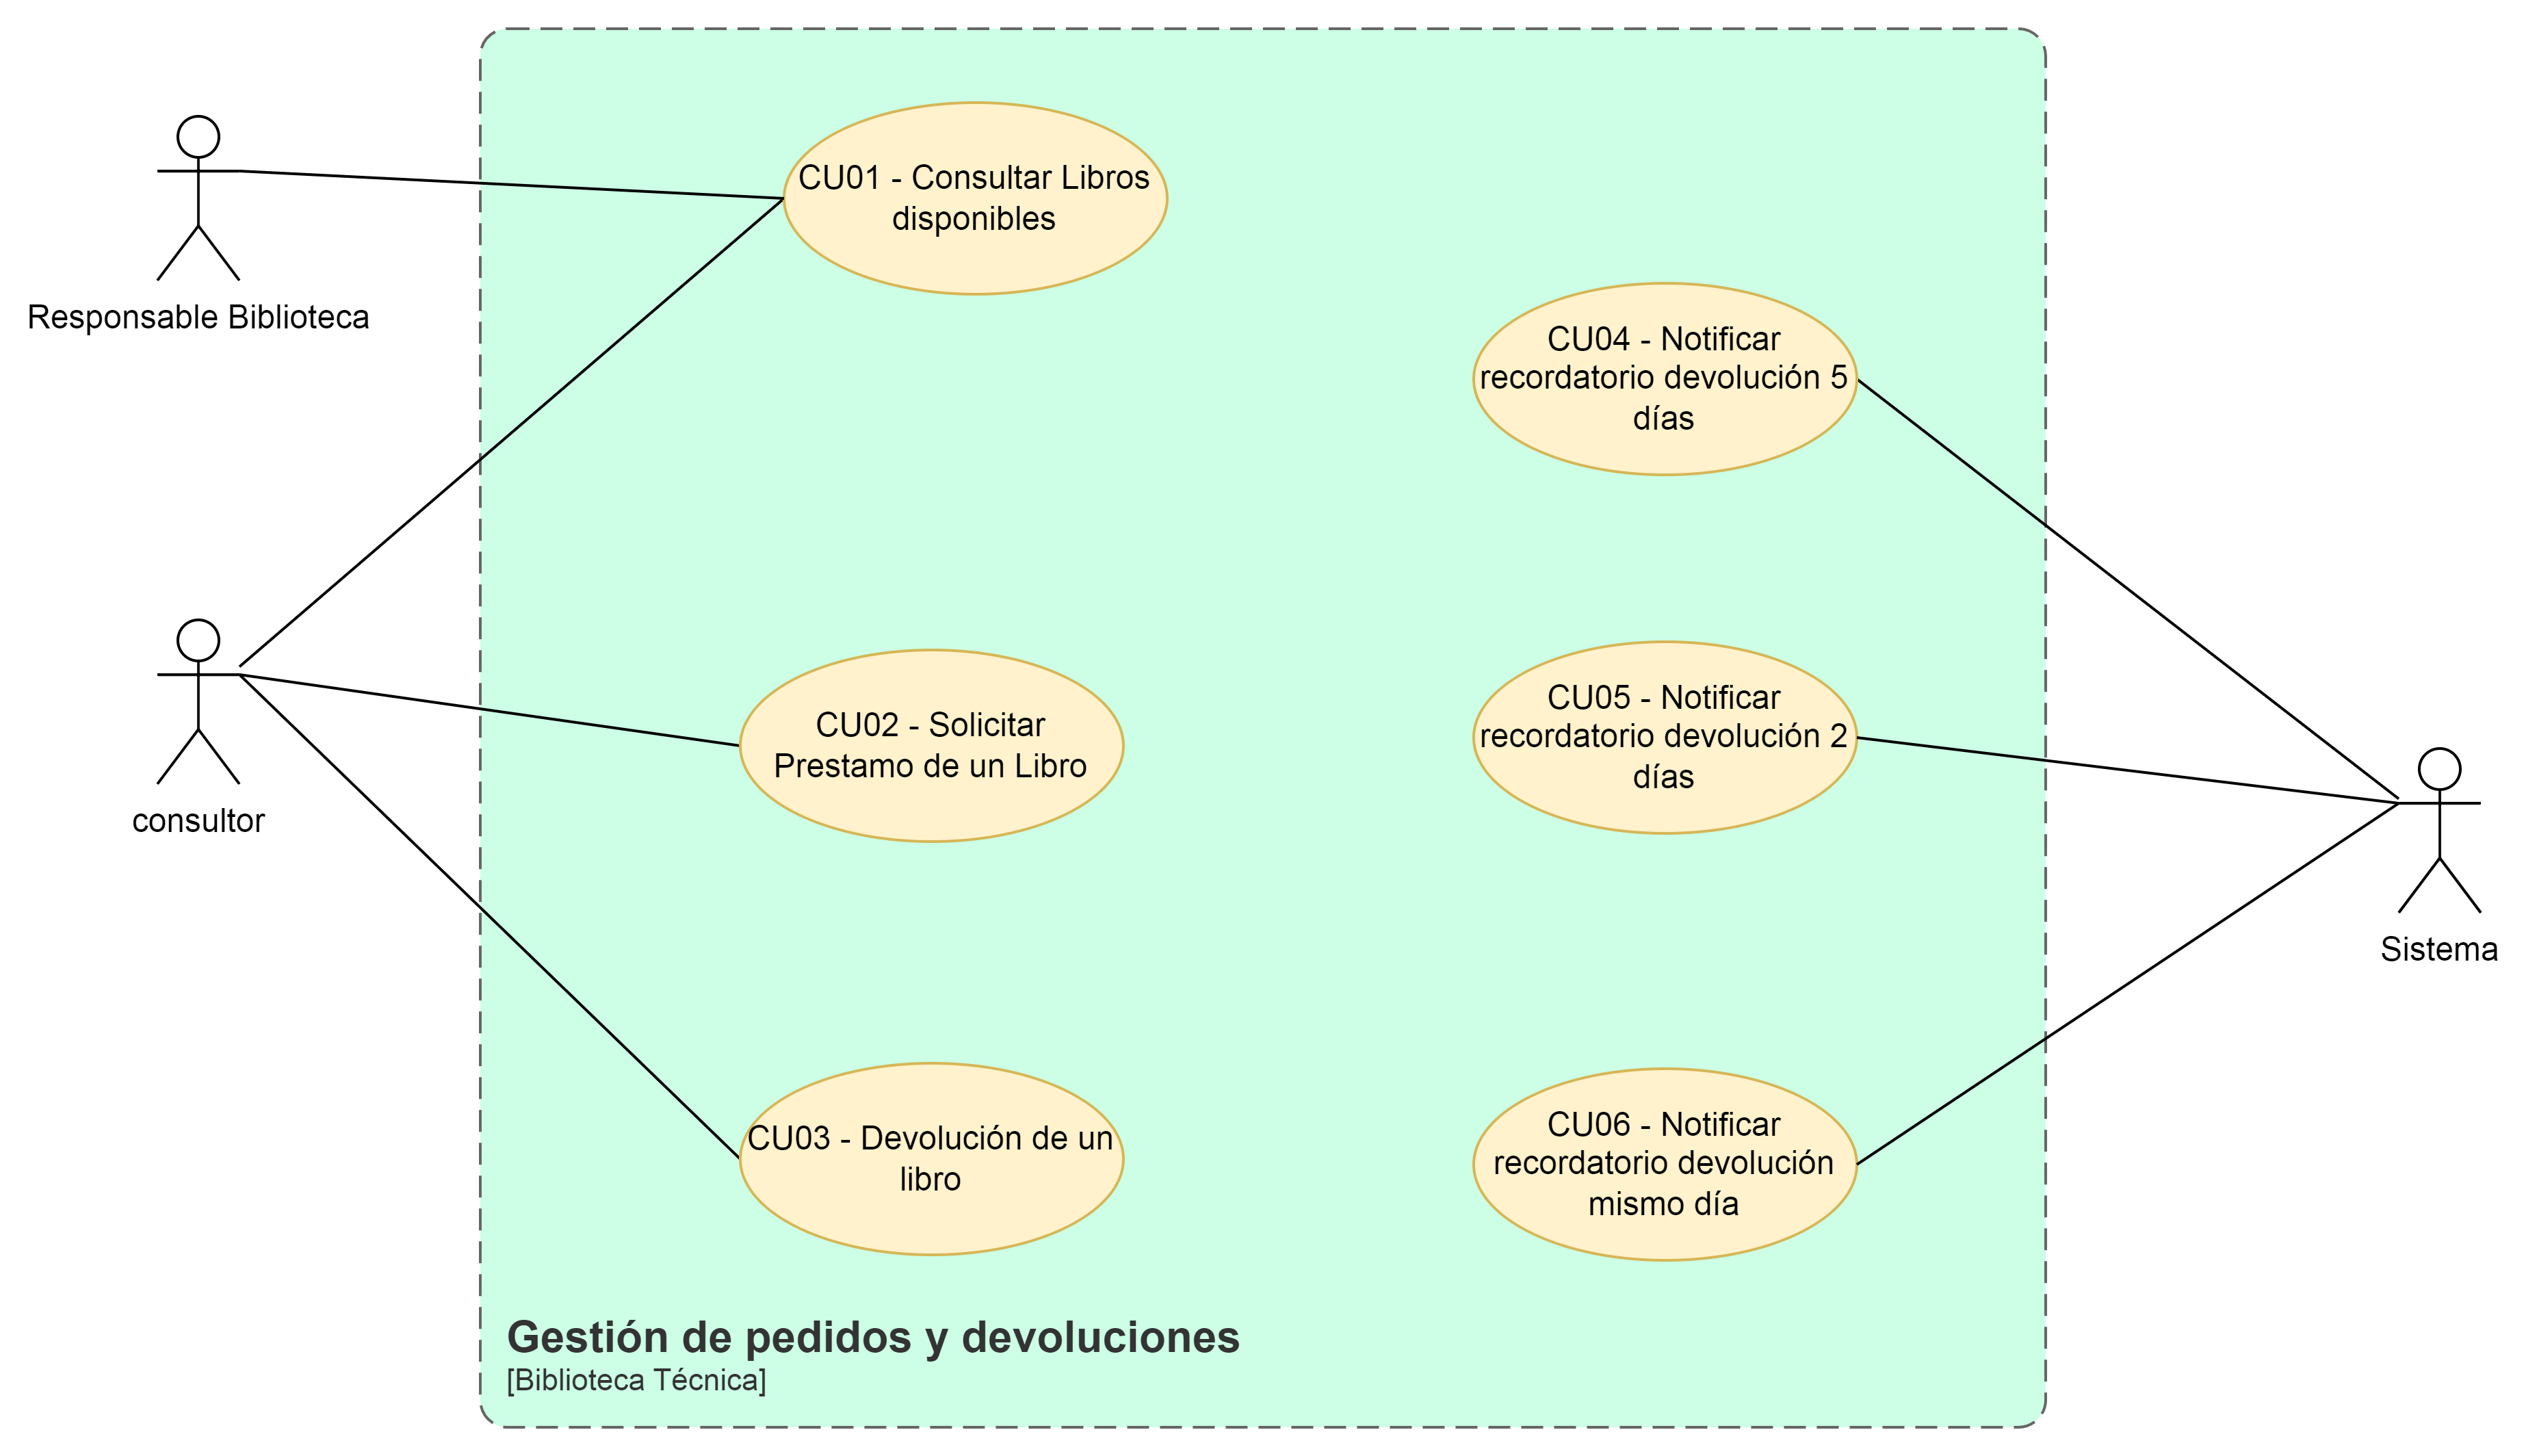 Responsable Biblioteca
consultor
CU01 - Consultar Libros
disponibles
CU02 - Solicitar
Prestamo de un Libro
CU03 - Devolución de un
libro
CU04 - Notificar
recordatorio devolución 5
días
CU05 - Notificar
recordatorio devolución 2
días
CU06 - Notificar
recordatorio devolución
mismo día
Sistema
Gestión de pedidos y devoluciones
[Biblioteca Técnica]